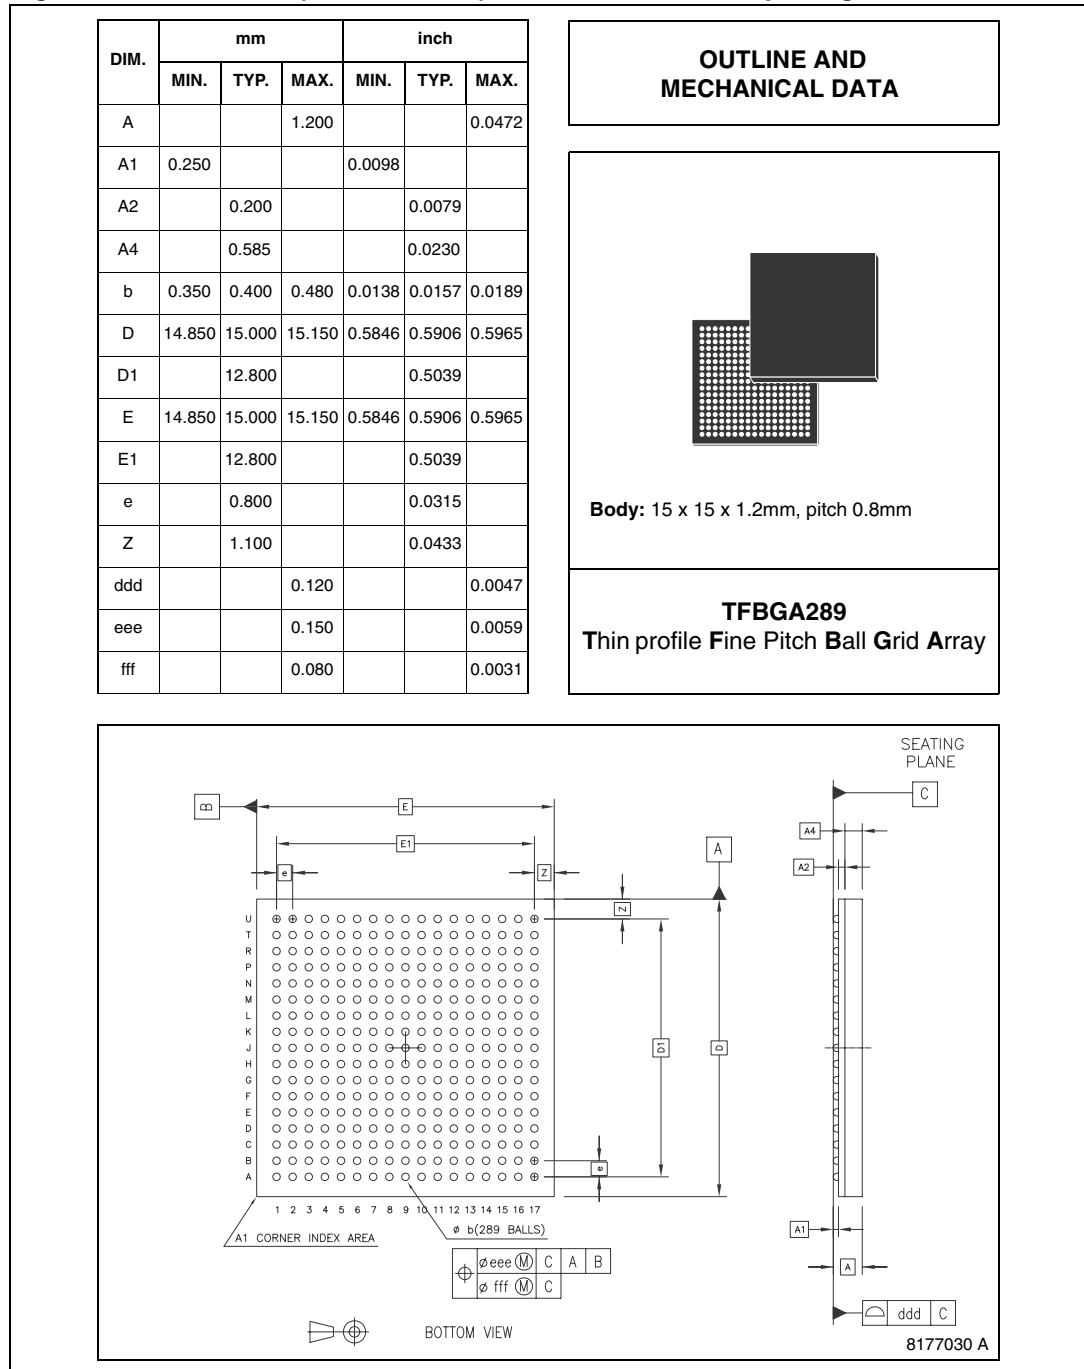 DIM. mm inch
MIN. TYP. MAX. MIN. TYP. MAX.
A 1.200 0.0472
A1 0.250 0.0098
A2 0.200 0.0079
A4 0.585 0.0230
b 0.350 0.400 0.480 0.0138 0.0157 0.0189
D 14.850 15.000 15.150 0.5846 0.5906 0.5965
D1 12.800 0.5039
E 14.850 15.000 15.150 0.5846 0.5906 0.5965
E1 12.800 0.5039
e 0.800 0.0315
Z 1.100 0.0433
ddd 0.120 0.0047
eee 0.150 0.0059
fff 0.080 0.0031
OUTLINE AND
MECHANICAL DATA
Body: 15 x 15 x 1.2mm, pitch 0.8mm
TFBGA289
Thin profile Fine Pitch Ball Grid Array
SEATING
PLANE
C
B
E
E1
A
A4
A2
e
Z
Z
U
T
R
P
N
M
L
K
J
H
G
F
E
D
C
B
A
D1
D
e
1 2 3 4 5 6 7 8 9 10 11 12 13 14 15 16 17
A1 CORNER INDEX AREA
ø b(289 BALLS)
A1
A
ø eee M C A B
ø fff M C
ddd C
BOTTOM VIEW
8177030 A